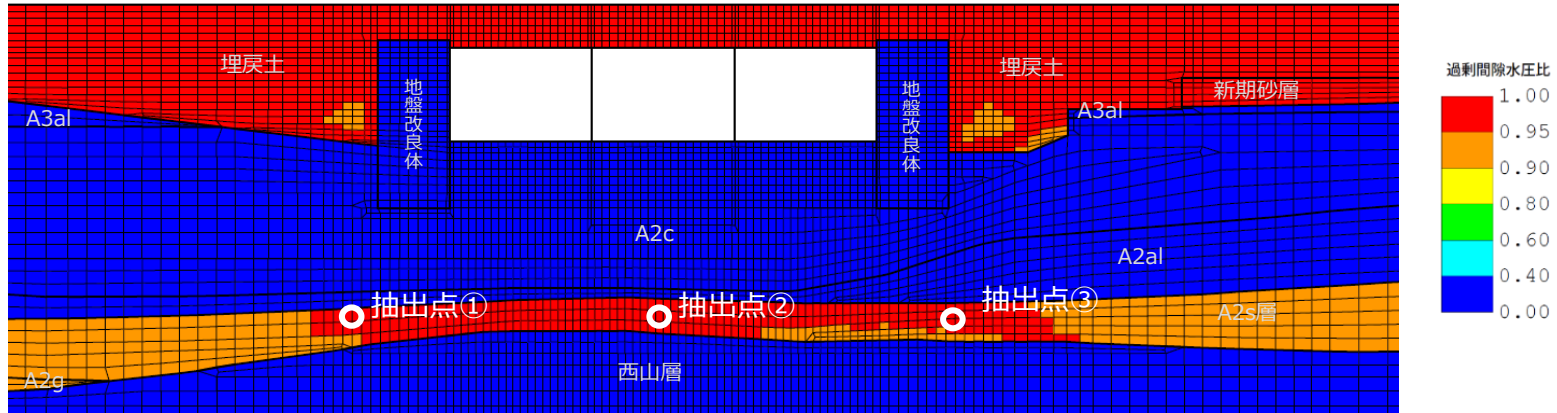 埋戻土
地盤改良体
A3al
地盤改良体
埋戻土
新期砂層
A3al
A2c
A2al
抽出点①
抽出点②
抽出点③
A2s層
A2g
西山層
過剰間隙水圧比
1.00
0.95
0.90
0.80
0.60
0.40
0.00